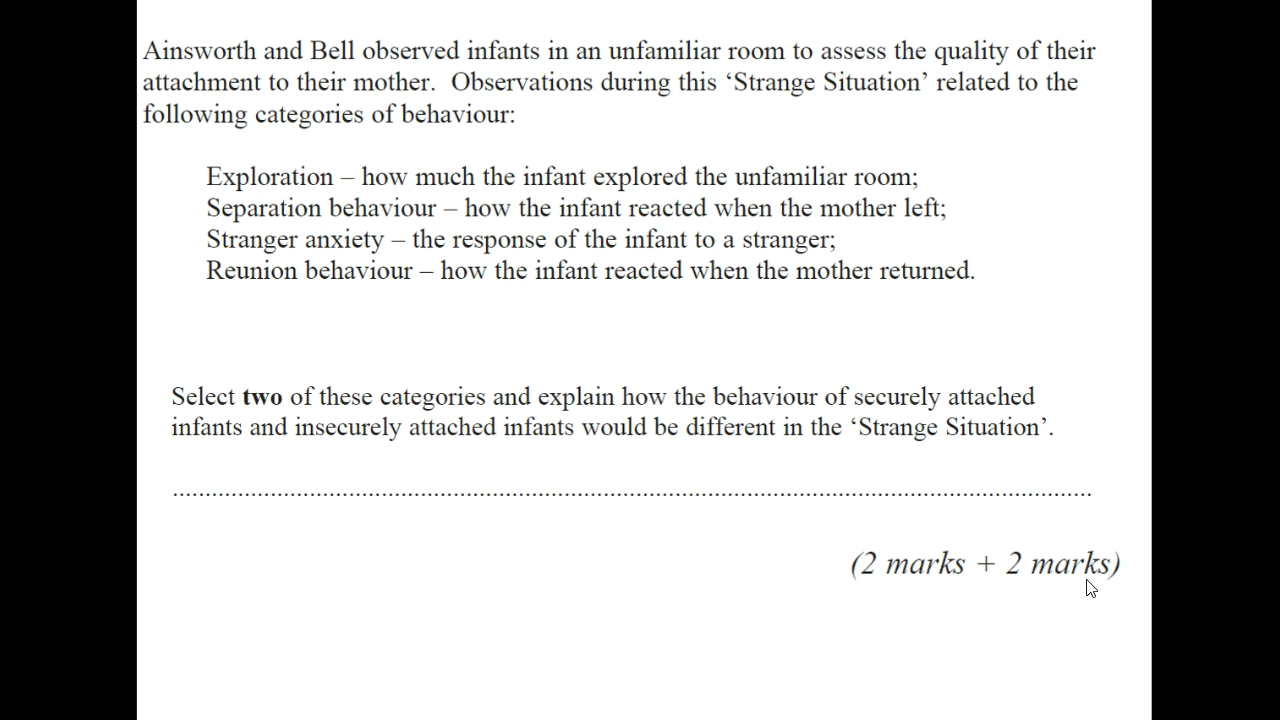 Ainsworth and Bell observed infants in an unfamiliar room to assess the quality of their
attachment to their mother.  Observations during this ‘Strange Situation’ related to the
following categories of behaviour:
Exploration – how much the infant explored the unfamiliar room;
Separation behaviour – how the infant reacted when the mother left;
Stranger anxiety – the response of the infant to a stranger;
Reunion behaviour – how the infant reacted when the mother returned.
Select two of these categories and explain how the behaviour of securely attached
infants and insecurely attached infants would be different in the ‘Strange Situation’.
..............................................................................................................................................
(2 marks + 2 marks)